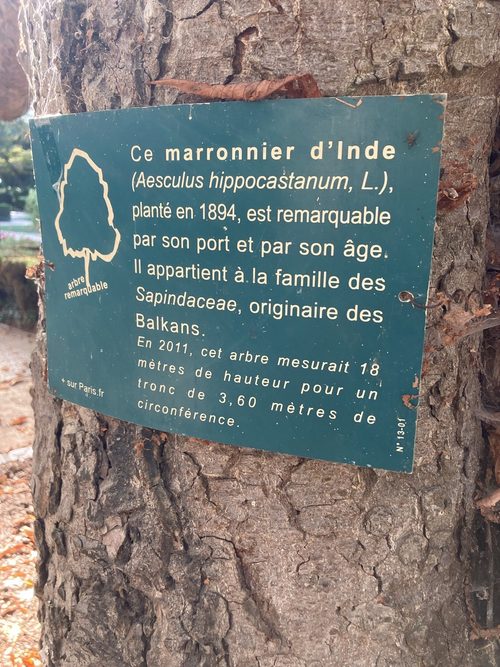 Ce marronnier d'Inde
(Aesculus hippocastanum, L.),
planté en 1894, est remarquable
par son port et par son âge.
Il appartient à la famille des
Sapindaceae, originaire des
Balkans.
En 2011, cet arbre mesurait 18
mètres de hauteur pour un
tronc de 3,60 mètres de
circonférence.
arbre
remarquable
+ sur Paris.fr
N° 13-01